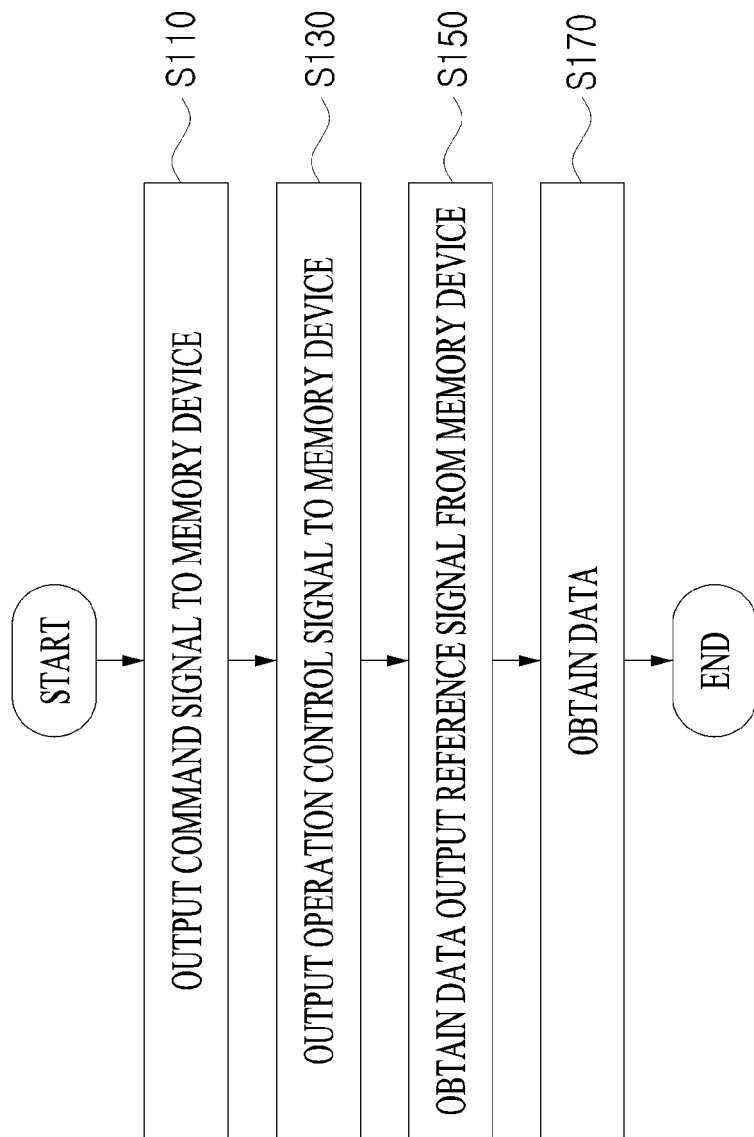 START
OUTPUT COMMAND SIGNAL TO MEMORY DEVICE
S110
OUTPUT OPERATION CONTROL SIGNAL TO MEMORY DEVICE
S130
OBTAIN DATA OUTPUT REFERENCE SIGNAL FROM MEMORY DEVICE
S150
OBTAIN DATA
S170
END